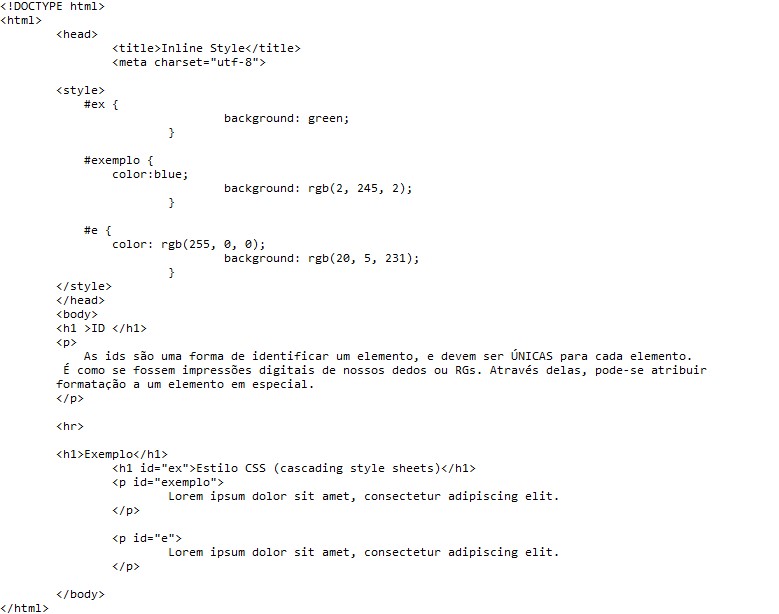 <!DOCTYPE html>
<html>
<head>
<title>Inline Style</title>
<meta charset="utf-8">
<style>
#ex {
background: green;
}
#exemplo {
color:blue;
background: rgb(2, 245, 2);
}
#e {
color: rgb(255, 0, 0);
background: rgb(20, 5, 231);
}
</style>
</head>
<body>
<h1 >ID </h1>
<p>
As ids são uma forma de identificar um elemento, e devem ser ÚNICAS para cada elemento.
É como se fossem impressões digitais de nossos dedos ou RGs. Através delas, pode-se atribuir
formatação a um elemento em especial.
</p>
<hr>
<h1>Exemplo</h1>
<h1 id="ex">Estilo CSS (cascading style sheets)</h1>
<p id="exemplo">
Lorem ipsum dolor sit amet, consectetur adipiscing elit.
</p>
<p id="e">
Lorem ipsum dolor sit amet, consectetur adipiscing elit.
</p>
</body>
</html>